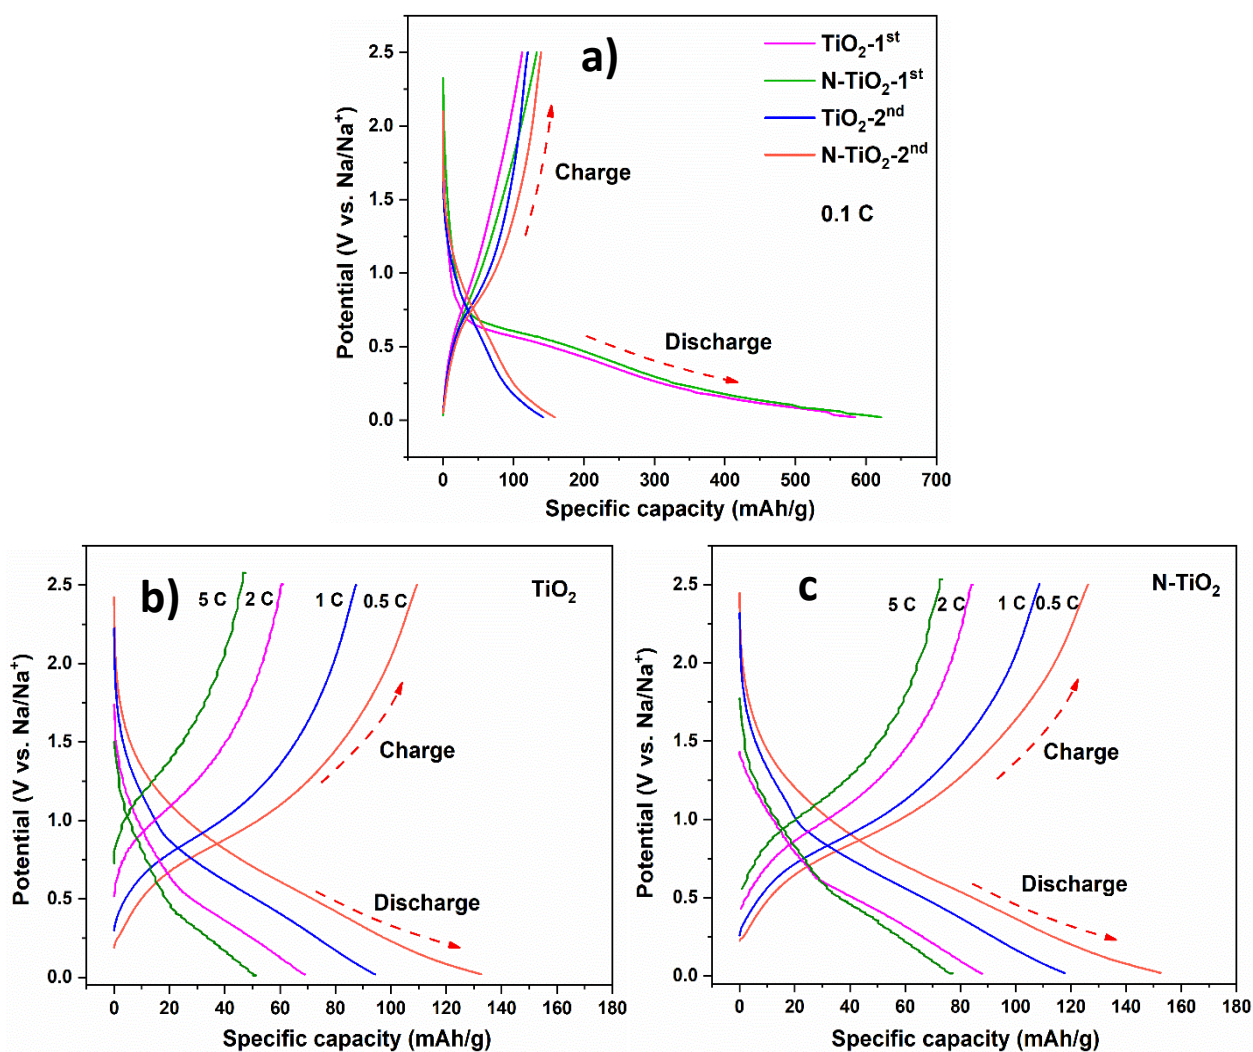 a)
TiO₂-1ˢᵗ
N-TiO₂-1ˢᵗ
TiO₂-2ⁿᵈ
N-TiO₂-2ⁿᵈ
0.1 C
Charge
Discharge
Potential (V vs. Na/Na⁺)
2.5
2.0
1.5
1.0
0.5
0.0
0 100 200 300 400 500 600 700
Specific capacity (mAh/g)
b)
TiO₂
5 C 2 C 1 C 0.5 C
Charge
Discharge
Potential (V vs. Na/Na⁺)
2.5
2.0
1.5
1.0
0.5
0.0
0 20 40 60 80 100 120 140 160 180
Specific capacity (mAh/g)
c
N-TiO₂
5 C 2 C 1 C 0.5 C
Charge
Discharge
Potential (V vs. Na/Na⁺)
2.5
2.0
1.5
1.0
0.5
0.0
0 20 40 60 80 100 120 140 160 180
Specific capacity (mAh/g)